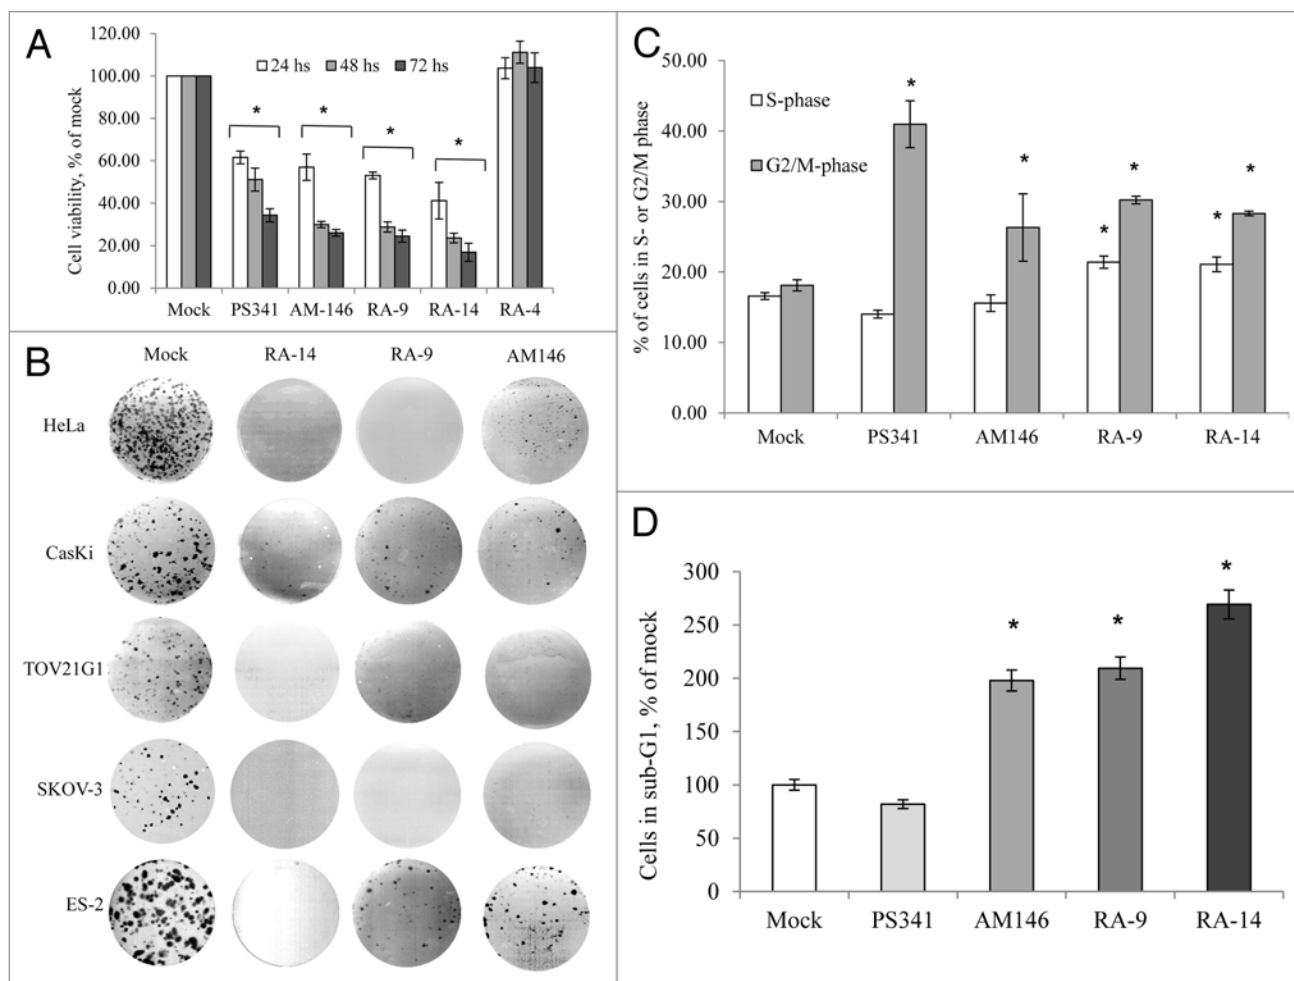 A
Cell viability, % of mock
120.00
100.00
80.00
60.00
40.00
20.00
0.00
24 hs 48 hs 72 hs
* * * *
Mock PS341 AM-146 RA-9 RA-14 RA-4
B
Mock RA-14 RA-9 AM146
HeLa
CasKi
TOV21G1
SKOV-3
ES-2
C
% of cells in S- or G2/M phase
50.00
40.00
30.00
20.00
10.00
0.00
S-phase
G2/M-phase
* * * * * *
Mock PS341 AM146 RA-9 RA-14
D
Cells in sub-G1, % of mock
300
250
200
150
100
50
0
* * *
Mock PS341 AM146 RA-9 RA-14